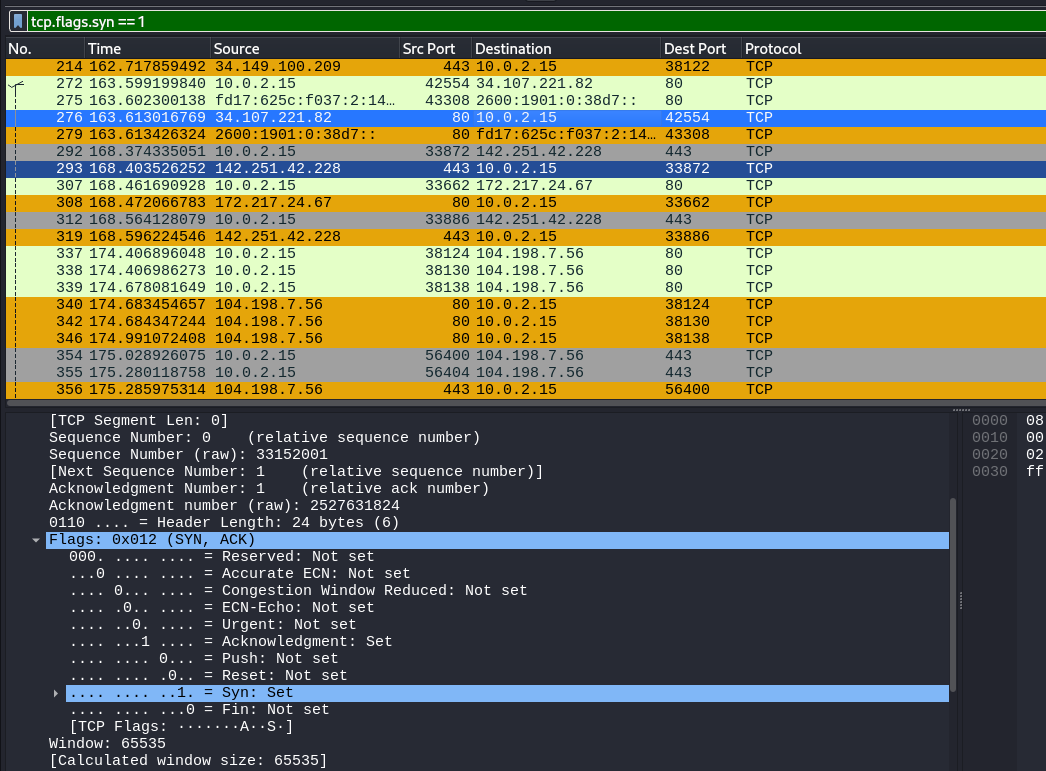 tcp.flags.syn == 1
No. Time Source Src Port Destination Dest Port Protocol
214 162.717859492 34.149.100.209 443 10.0.2.15 38122 TCP
272 163.599199840 10.0.2.15 42554 34.107.221.82 80 TCP
275 163.602300138 fd17:625c:f037:2:14… 43308 2600:1901:0:38d7:: 80 TCP
276 163.613016769 34.107.221.82 80 10.0.2.15 42554 TCP
279 163.613426324 2600:1901:0:38d7:: 80 fd17:625c:f037:2:14… 43308 TCP
292 168.374335051 10.0.2.15 33872 142.251.42.228 443 TCP
293 168.403526252 142.251.42.228 443 10.0.2.15 33872 TCP
307 168.461690928 10.0.2.15 33662 172.217.24.67 80 TCP
308 168.472066783 172.217.24.67 80 10.0.2.15 33662 TCP
312 168.564128079 10.0.2.15 33886 142.251.42.228 443 TCP
319 168.596224546 142.251.42.228 443 10.0.2.15 33886 TCP
337 174.406896048 10.0.2.15 38124 104.198.7.56 80 TCP
338 174.406986273 10.0.2.15 38130 104.198.7.56 80 TCP
339 174.678081649 10.0.2.15 38138 104.198.7.56 80 TCP
340 174.683454657 104.198.7.56 80 10.0.2.15 38124 TCP
342 174.684347244 104.198.7.56 80 10.0.2.15 38130 TCP
346 174.991072408 104.198.7.56 80 10.0.2.15 38138 TCP
354 175.028926075 10.0.2.15 56400 104.198.7.56 443 TCP
355 175.280118758 10.0.2.15 56404 104.198.7.56 443 TCP
356 175.285975314 104.198.7.56 443 10.0.2.15 56400 TCP
[TCP Segment Len: 0]
Sequence Number: 0    (relative sequence number)
Sequence Number (raw): 33152001
[Next Sequence Number: 1    (relative sequence number)]
Acknowledgment Number: 1    (relative ack number)
Acknowledgment number (raw): 2527631824
0110 .... = Header Length: 24 bytes (6)
Flags: 0x012 (SYN, ACK)
000. .... .... = Reserved: Not set
...0 .... .... = Accurate ECN: Not set
.... 0... .... = Congestion Window Reduced: Not set
.... .0.. .... = ECN-Echo: Not set
.... ..0. .... = Urgent: Not set
.... ...1 .... = Acknowledgment: Set
.... .... 0... = Push: Not set
.... .... .0.. = Reset: Not set
.... .... ..1. = Syn: Set
.... .... ...0 = Fin: Not set
[TCP Flags: ·······A··S·]
Window: 65535
[Calculated window size: 65535]
0000 08
0010 00
0020 02
0030 ff